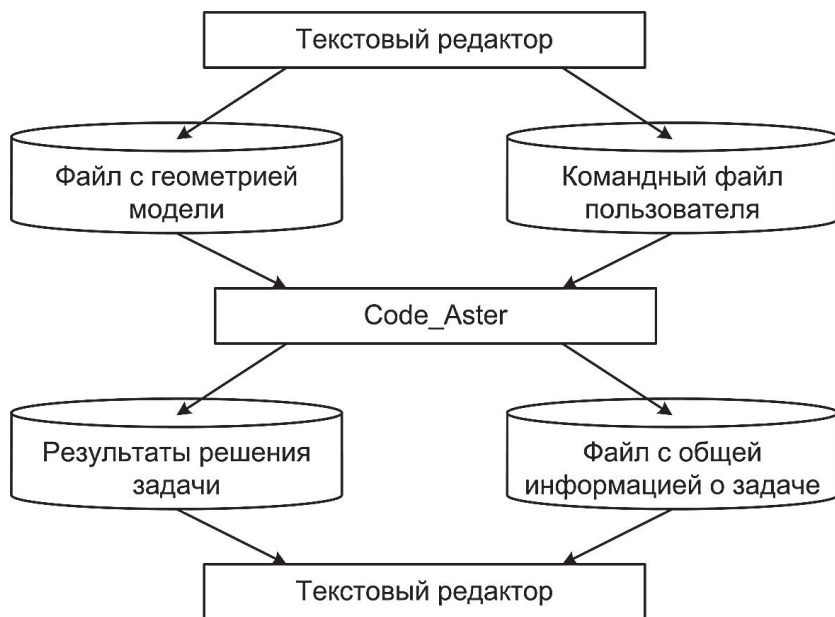 Текстовый редактор
Файл с геометрией
модели
Командный файл
пользователя
Code_Aster
Результаты решения
задачи
Файл с общей
информацией о задаче
Текстовый редактор